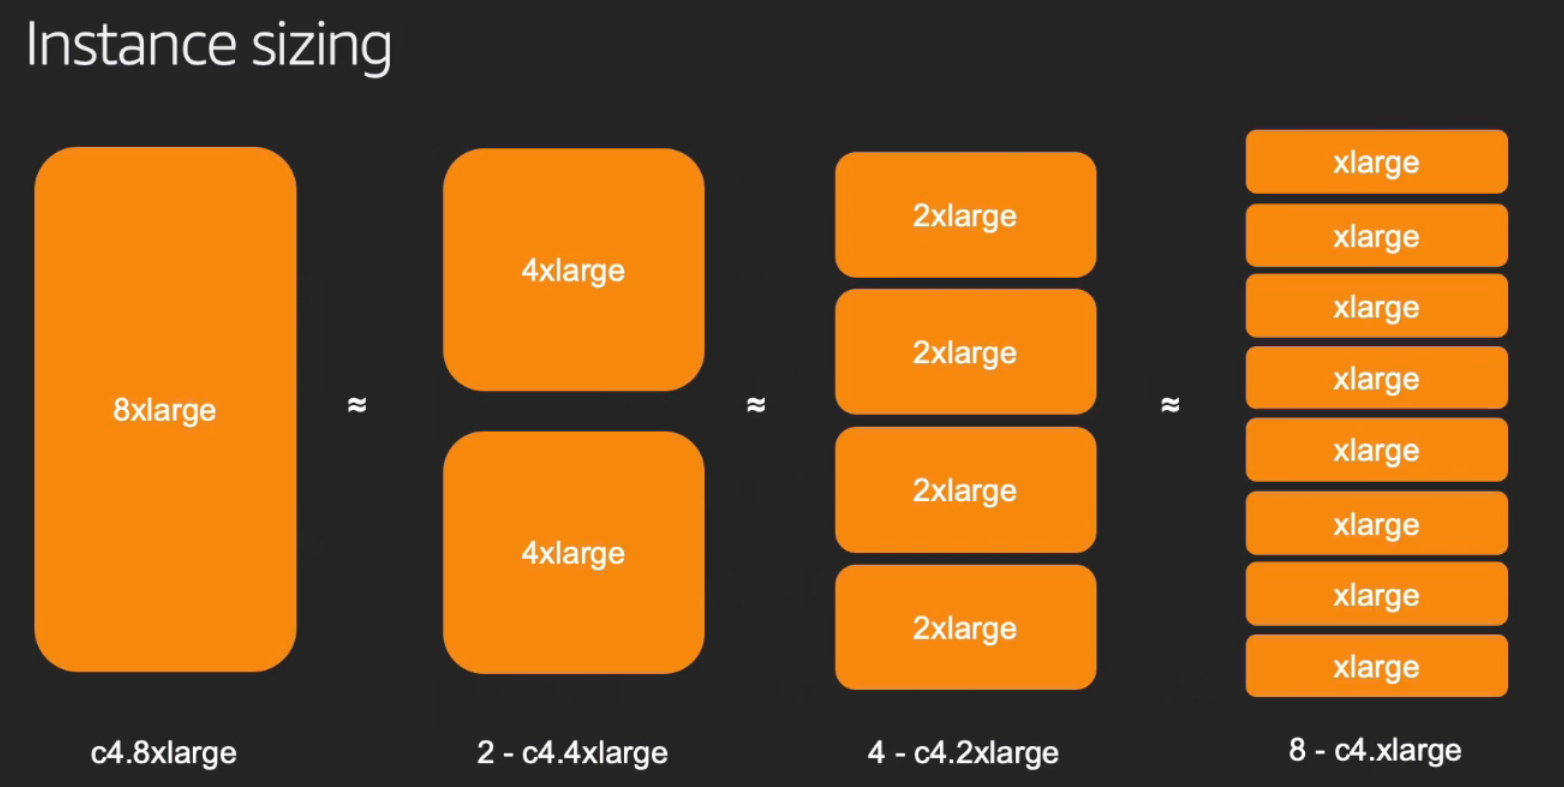 Instance sizing
8xlarge
≈
4xlarge
4xlarge
≈
2xlarge
2xlarge
2xlarge
2xlarge
≈
xlarge
xlarge
xlarge
xlarge
xlarge
xlarge
xlarge
xlarge
c4.8xlarge
2 - c4.4xlarge
4 - c4.2xlarge
8 - c4.xlarge